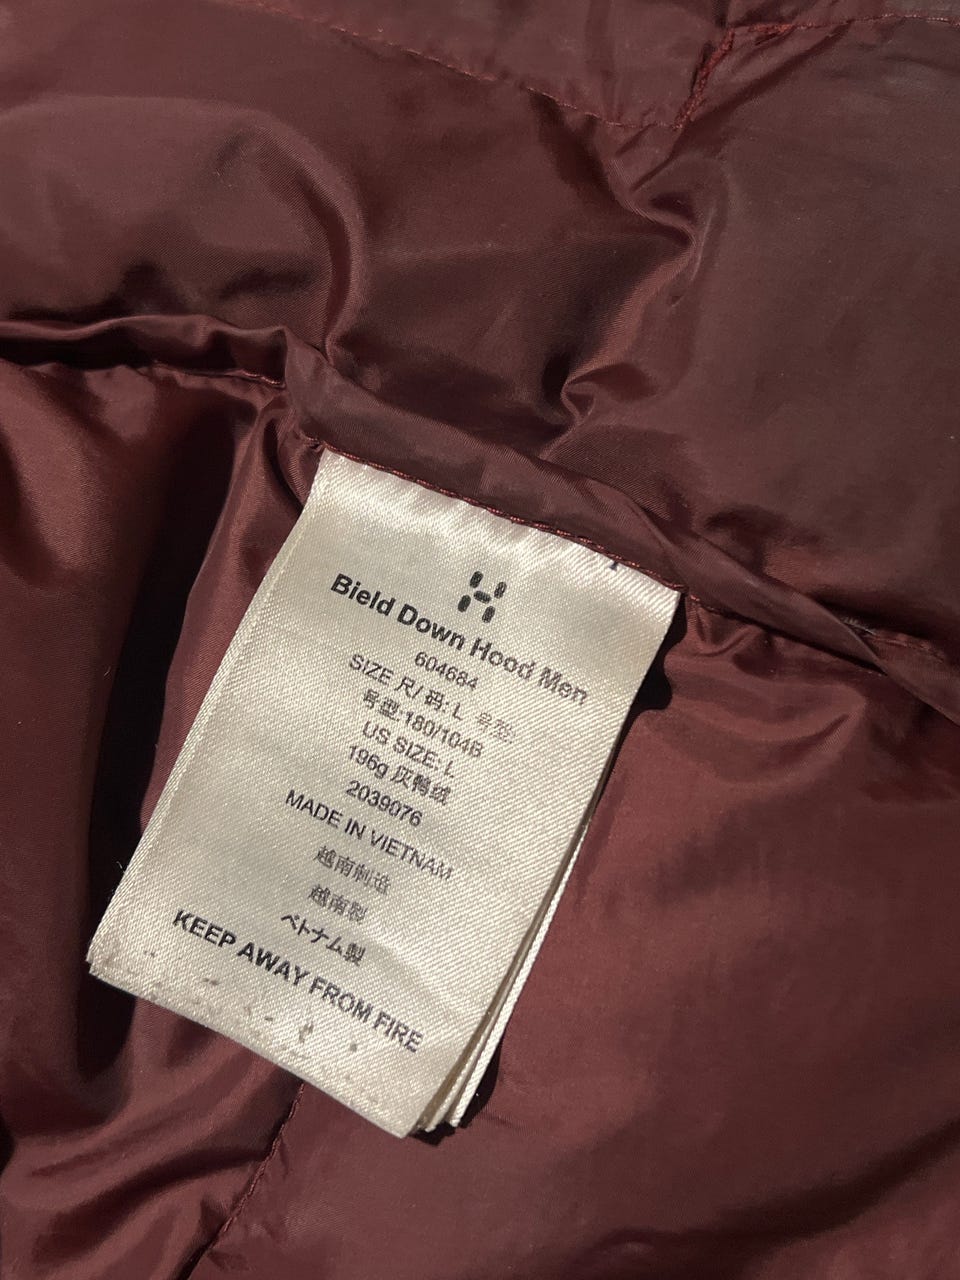 Bield Down Hood Men
604684
SIZE 尺/ 码: L 号型:
号型:180/104B
US SIZE: L
196g 灰鸭绒
2039076
MADE IN VIETNAM
越南制造
越南製
ベトナム製
KEEP AWAY FROM FIRE